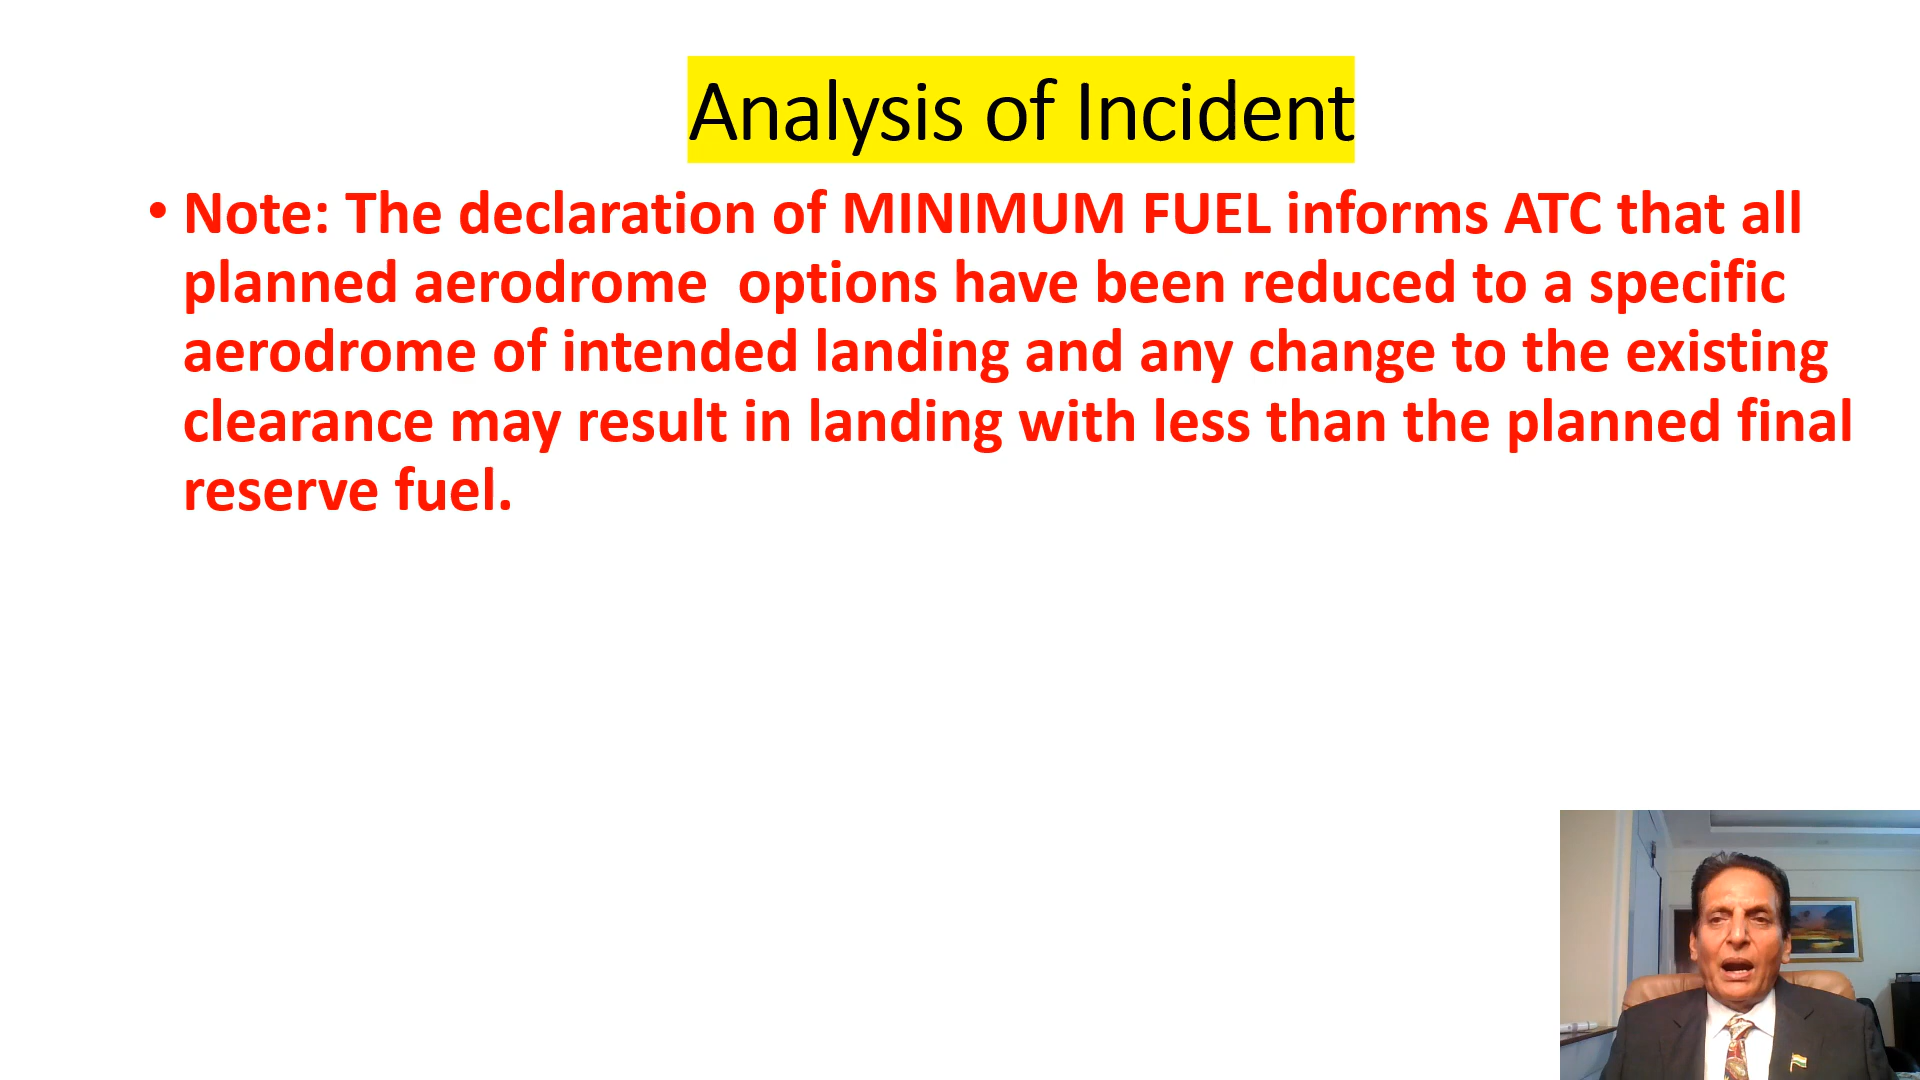 Analysis of Incident
• Note: The declaration of MINIMUM FUEL informs ATC that all
planned aerodrome  options have been reduced to a specific
aerodrome of intended landing and any change to the existing
clearance may result in landing with less than the planned final
reserve fuel.